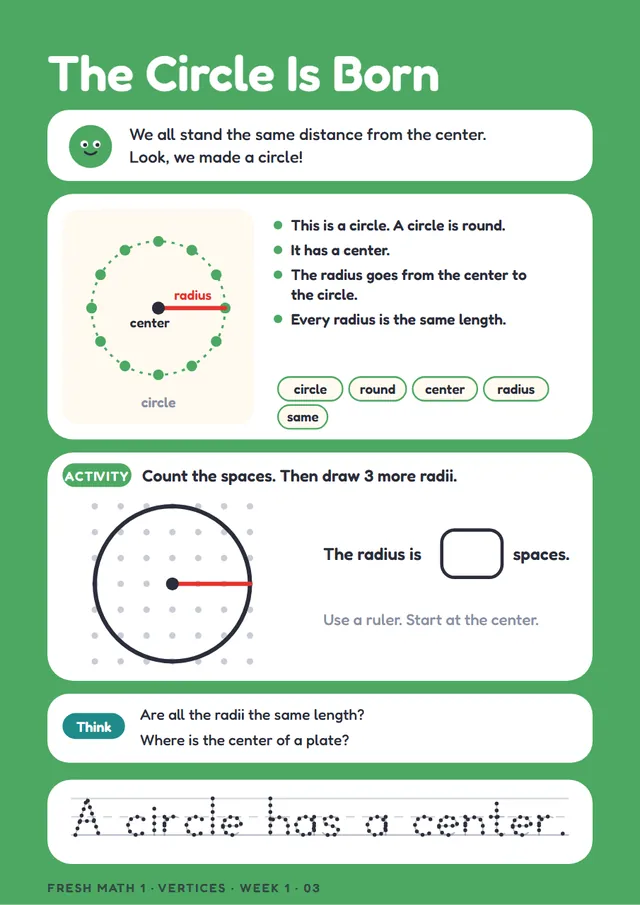 The Circle Is Born
We all stand the same distance from the center.
Look, we made a circle!
radius
center
circle
This is a circle. A circle is round.
It has a center.
The radius goes from the center to
the circle.
Every radius is the same length.
circle round center radius
same
ACTIVITY Count the spaces. Then draw 3 more radii.
The radius is spaces.
Use a ruler. Start at the center.
Think
Are all the radii the same length?
Where is the center of a plate?
A circle has a center.
FRESH MATH 1 · VERTICES · WEEK 1 · 03